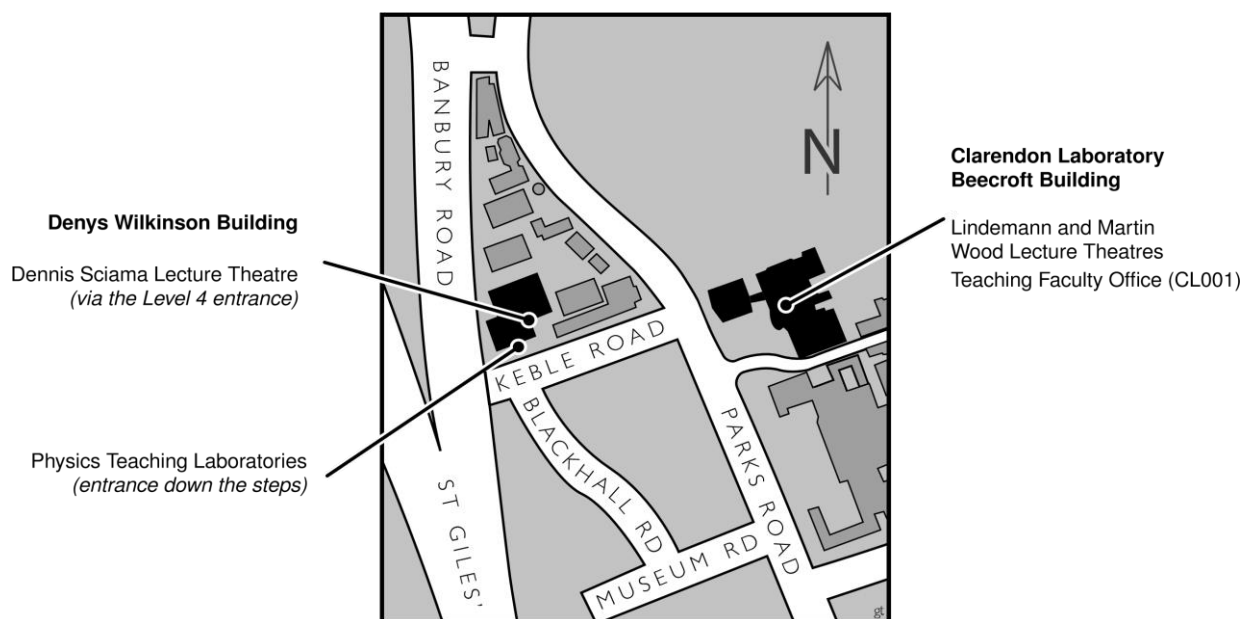 Denys Wilkinson Building
Dennis Sciama Lecture Theatre
(via the Level 4 entrance)
Physics Teaching Laboratories
(entrance down the steps)
BANBURY ROAD
ST GILES'
KEBLE ROAD
BLACKHALL RD
MUSEUM RD
PARKS ROAD
N
gt
Clarendon Laboratory
Beecroft Building
Lindemann and Martin
Wood Lecture Theatres
Teaching Faculty Office (CL001)